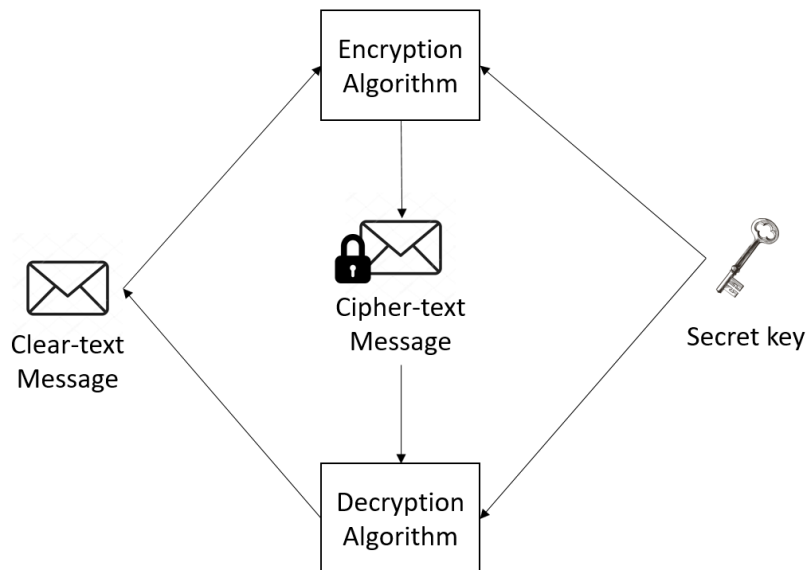 Encryption
Algorithm
Cipher-text
Message
Clear-text
Message
Secret key
Decryption
Algorithm